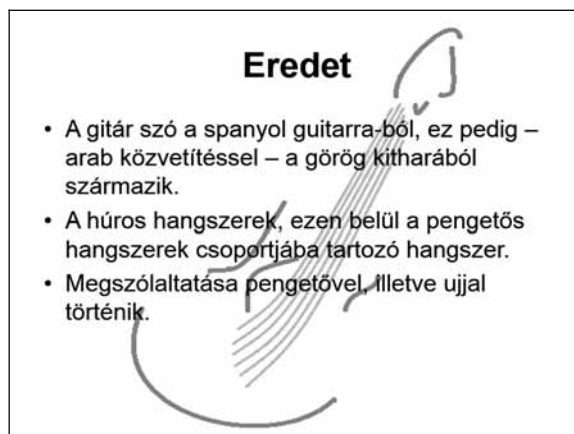 Eredet
• A gitár szó a spanyol guitarra-ból, ez pedig –
arab közvetítéssel – a görög kitharából
származik.
• A húros hangszerek, ezen belül a pengetős
hangszerek csoportjába tartozó hangszer.
• Megszólaltatása pengetővel, illetve ujjal
történik.